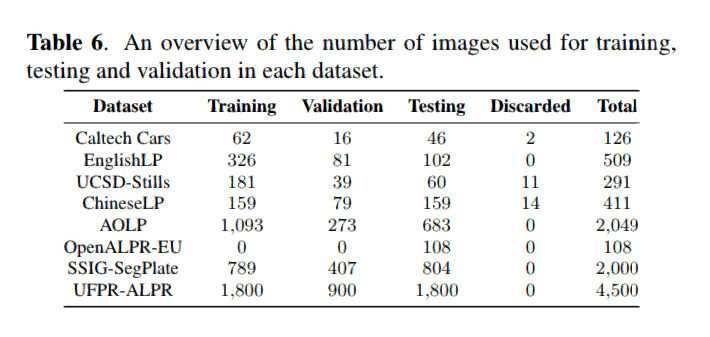 Table 6. An overview of the number of images used for training,
testing and validation in each dataset.
Dataset Training Validation Testing Discarded Total
Caltech Cars 62 16 46 2 126
EnglishLP 326 81 102 0 509
UCSD-Stills 181 39 60 11 291
ChineseLP 159 79 159 14 411
AOLP 1,093 273 683 0 2,049
OpenALPR-EU 0 0 108 0 108
SSIG-SegPlate 789 407 804 0 2,000
UFPR-ALPR 1,800 900 1,800 0 4,500